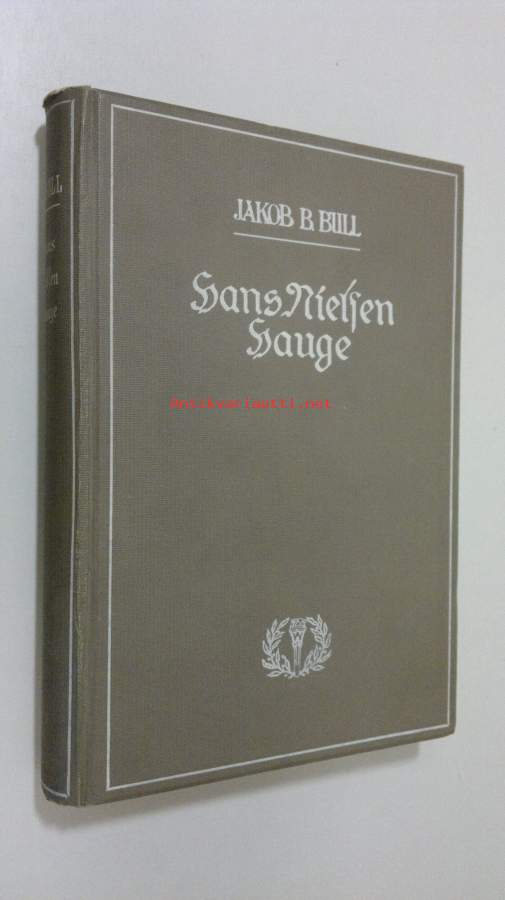 JAKOB B. BULL
Hans Nielsen
Hauge
Antikvariaatti.net